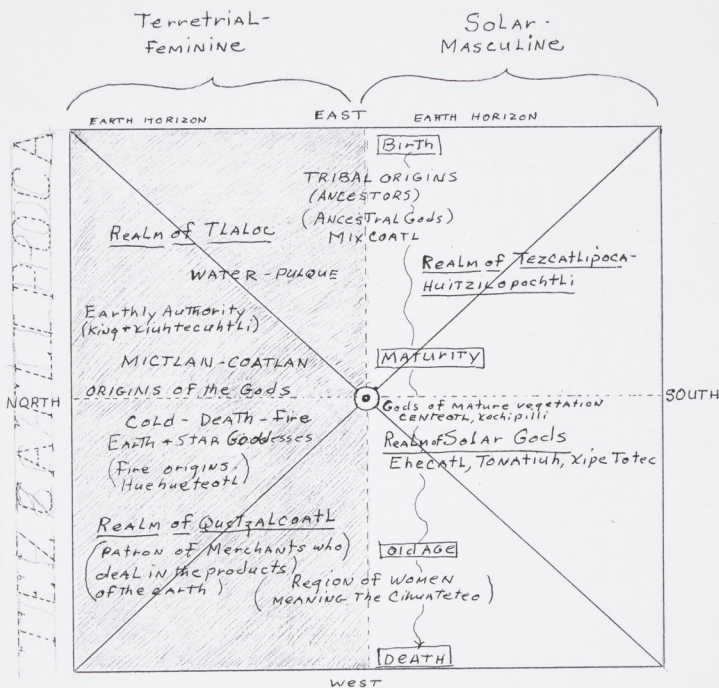 Terretrial-
Feminine
Solar-
Masculine
EARTH HORIZON
EAST
EARTH HORIZON
Birth
TRIBAL ORIGINS
(ANCESTORS)
(ANCESTRAL Gods)
MIXCOATL
Realm of TLALOC
WATER-PULQUE
Realm of TEZCATLIPOCA-
HUITZILOPOCHTLI
Earthly Authority
(King + Xiuhtecuhtli)
MICTLAN-COATLAN
MATURITY
ORIGINS of the Gods
NORTH
SOUTH
Gods of MATURE VEGETATION
CENTEOTL, Xochipilli
COLD - DEATH - Fire
EARTH + STAR GODDESSES
(Fire ORIGINS.
Huehueteotl)
Realm of Solar Gods
EHECATL, TONATIUH, XIPE TOTEC
Realm of QUETZALCOATL
(PATRON of Merchants who
deal in the products
of the earth)
Old AGE
(Region of WOMEN
MEANING The Cihuateteo)
DEATH
WEST
TEZCATLIPOCA